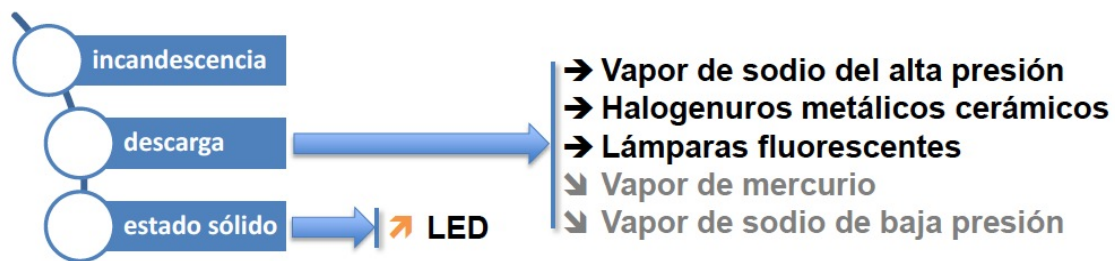 incandescencia
descarga
estado sólido
➔ Vapor de sodio del alta presión
➔ Halogenuros metálicos cerámicos
➔ Lámparas fluorescentes
➘ Vapor de mercurio
➘ Vapor de sodio de baja presión
↗ LED